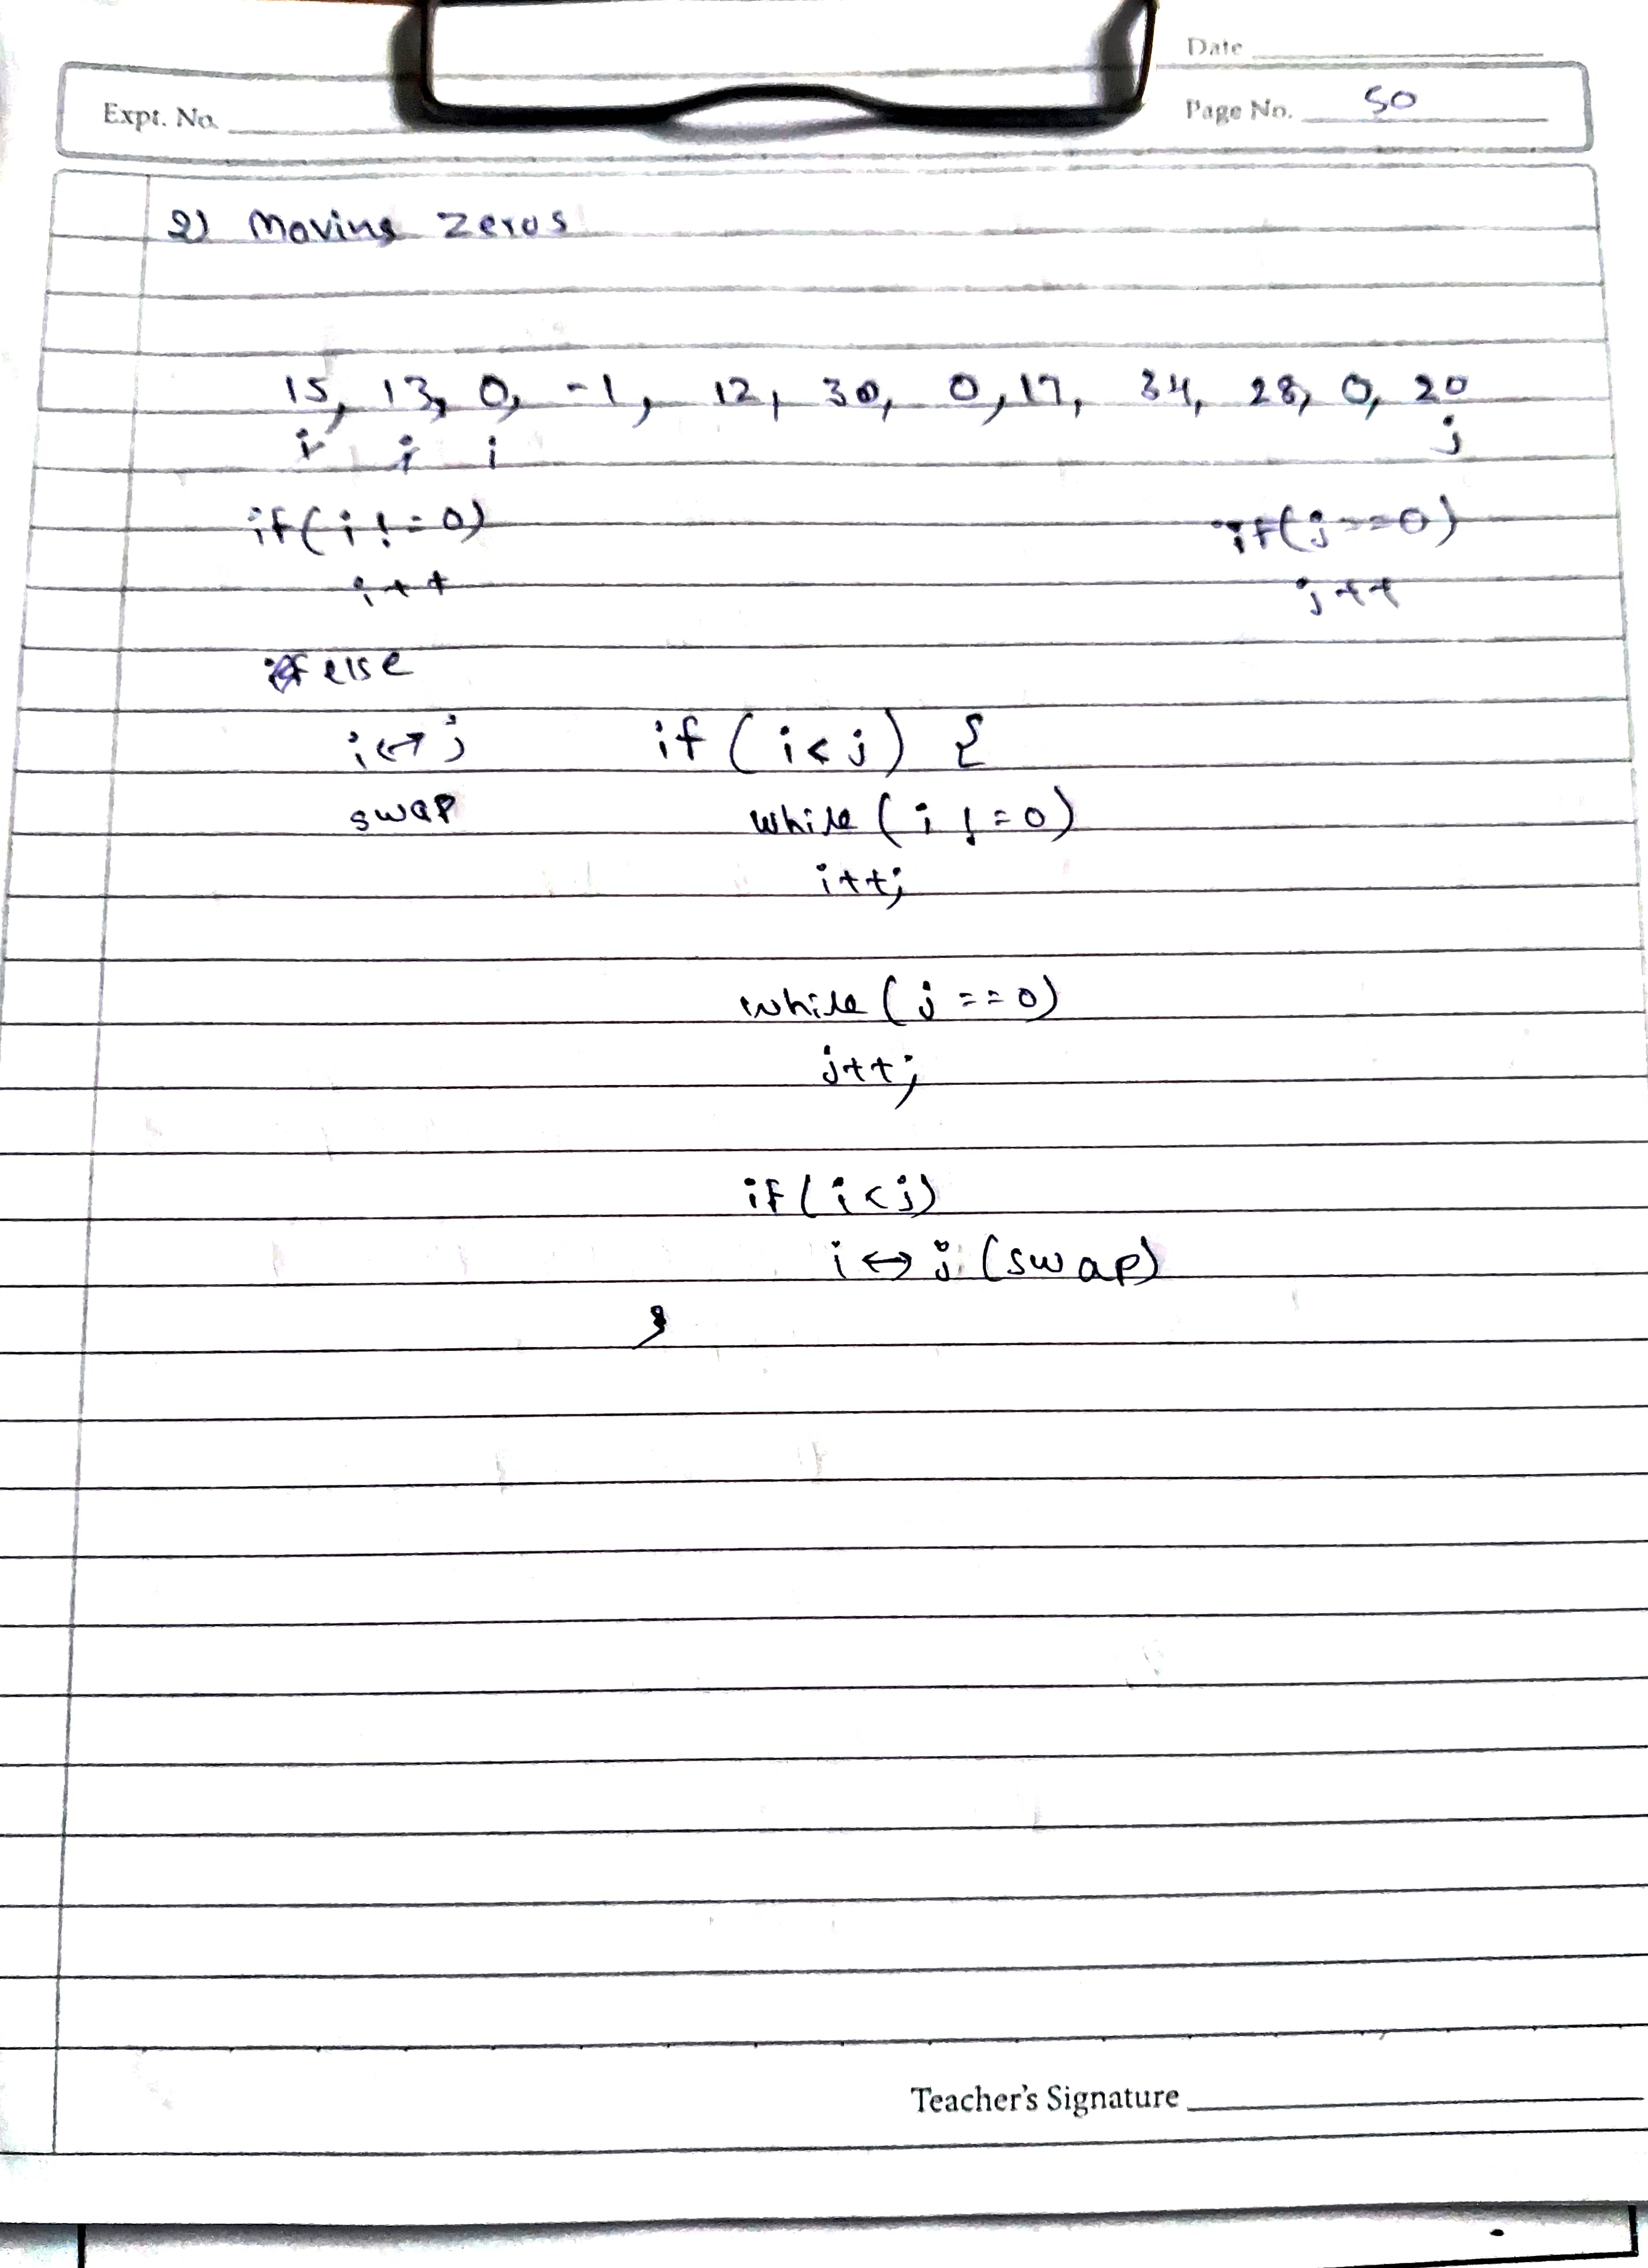 Date
Expt. No.
Page No. 50
2) Moving Zeros
15, 13, 0, -1, 12, 30, 0, 17, 34, 28, 0, 20
i i i j
if(i != 0) if(j == 0)
i++ j++
else
i ↔ j if (i < j) {
swap while (i != 0)
i++;
while (j == 0)
j++;
if (i < j)
i ↔ j (swap)
}
Teacher's Signature